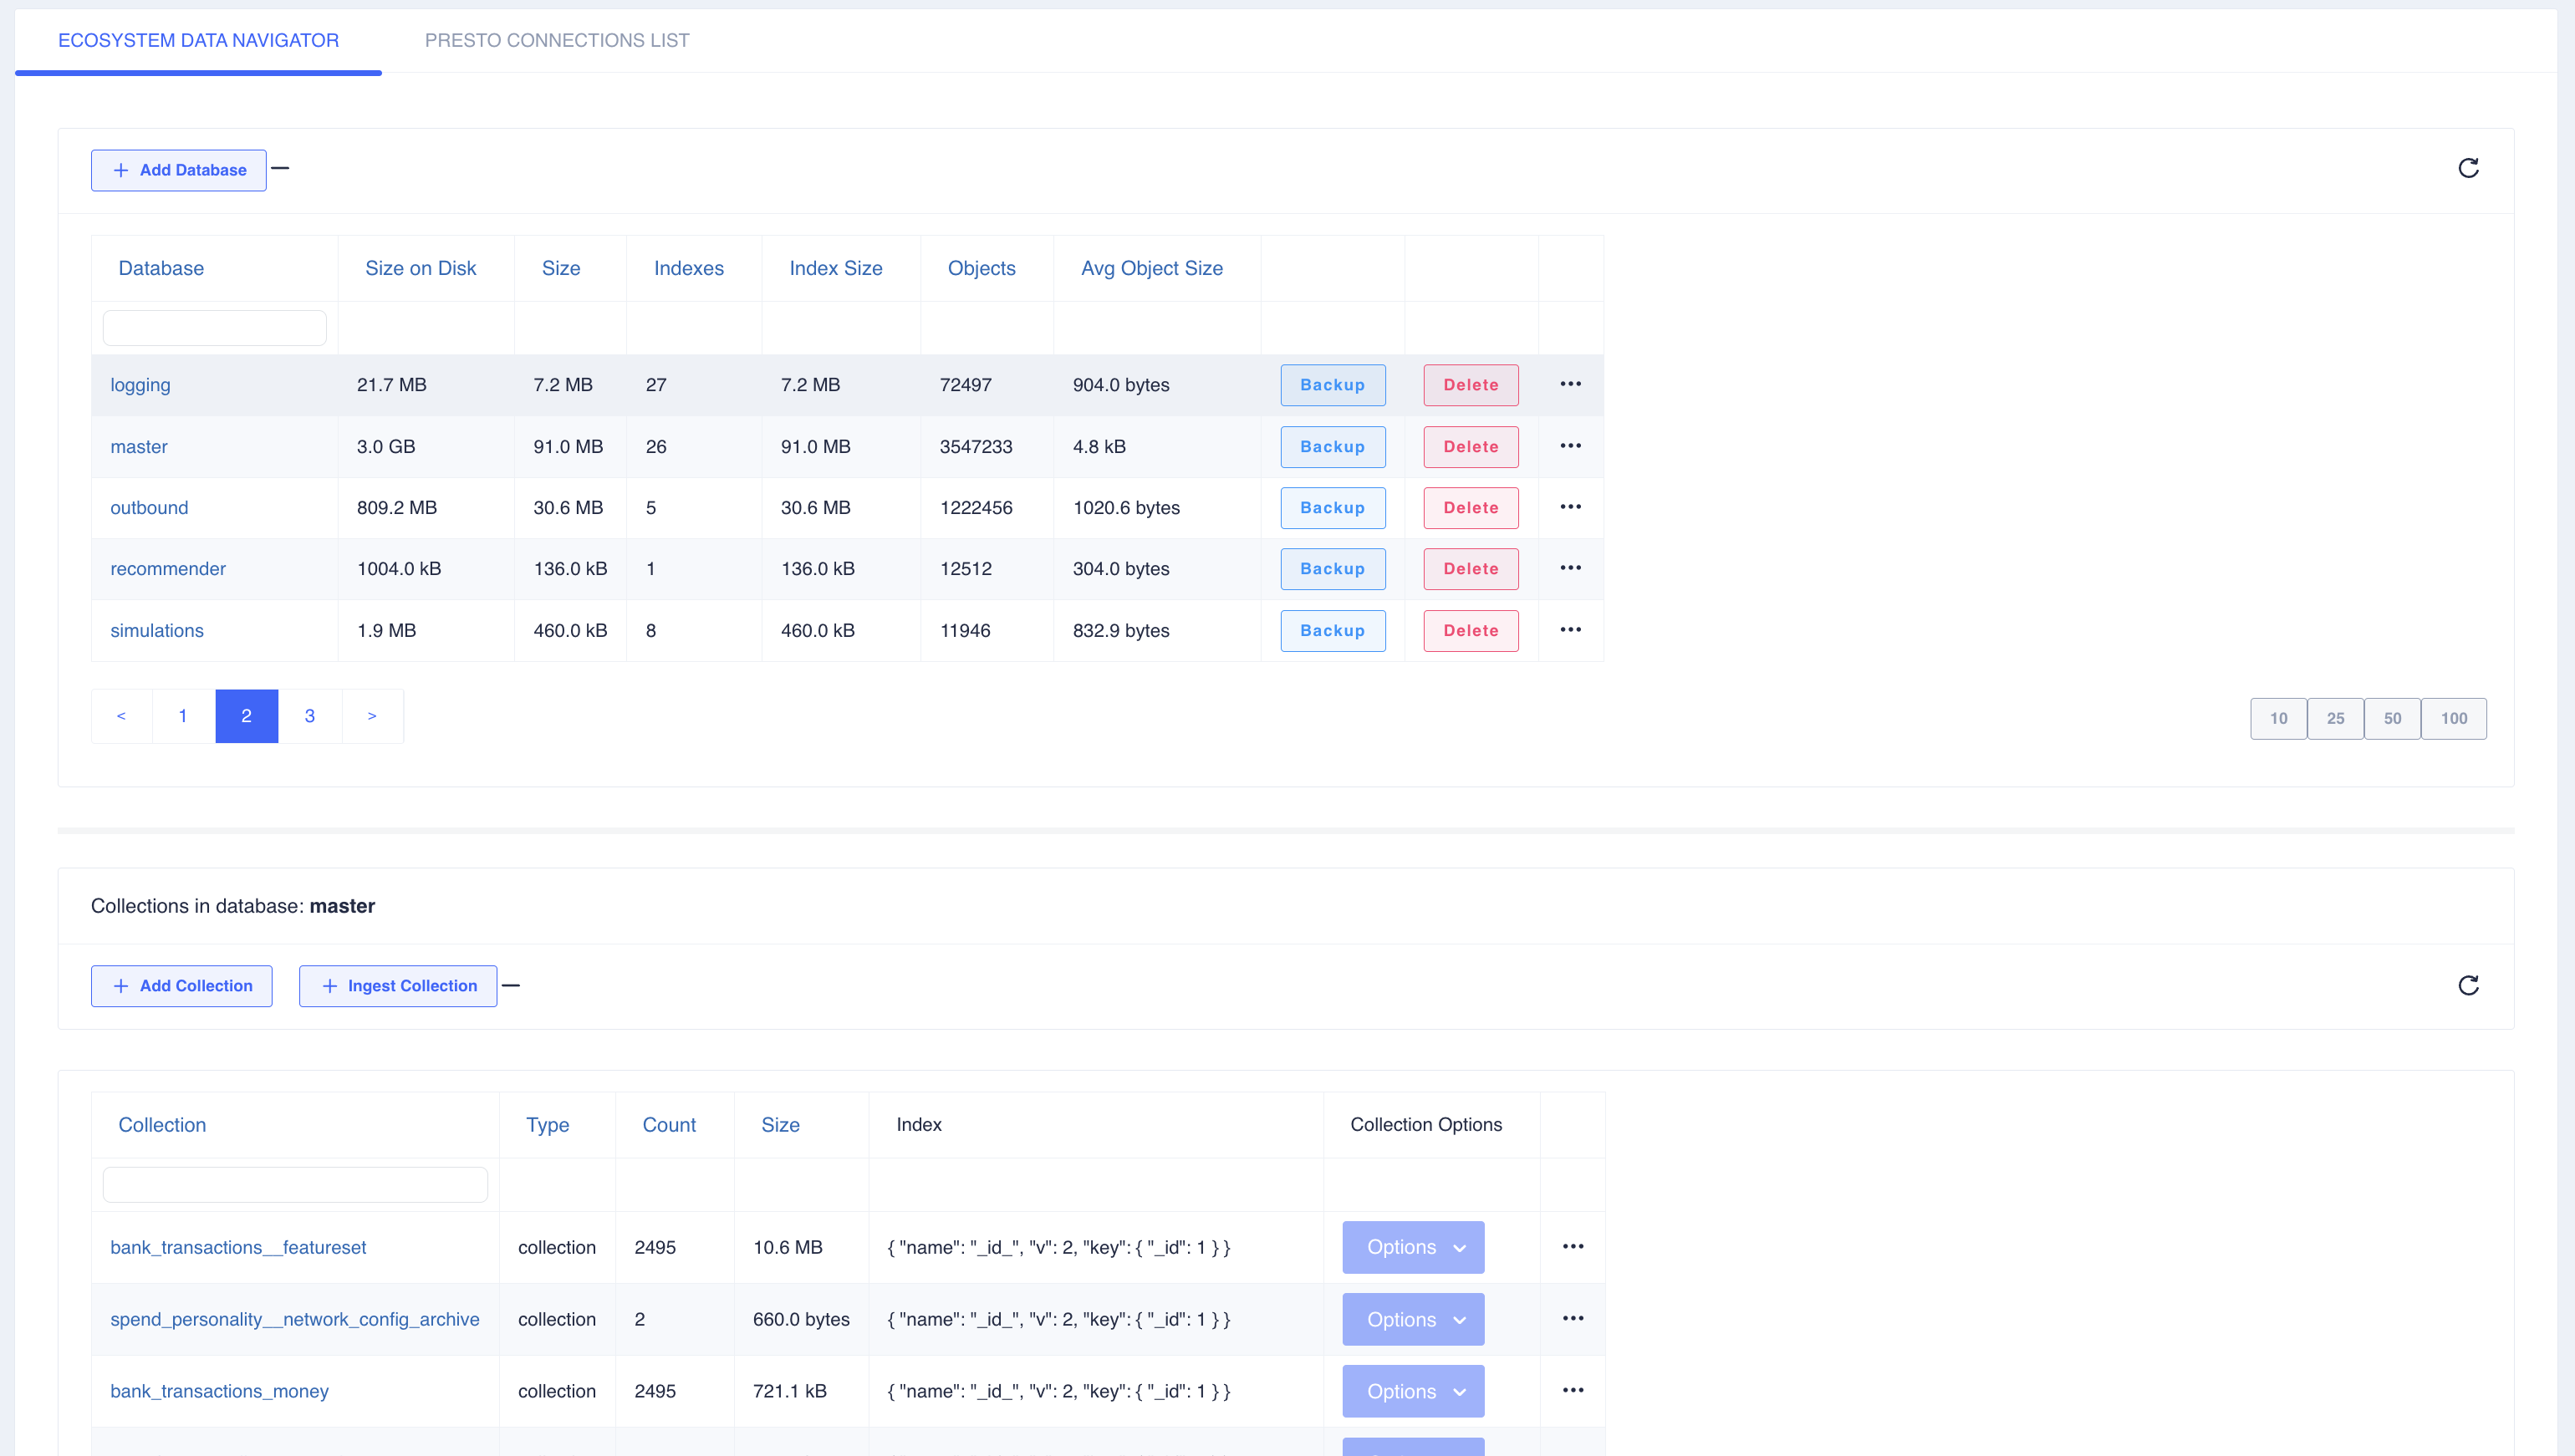 ECOSYSTEM DATA NAVIGATOR PRESTO CONNECTIONS LIST
+ Add Database
Database Size on Disk Size Indexes Index Size Objects Avg Object Size
logging 21.7 MB 7.2 MB 27 7.2 MB 72497 904.0 bytes Backup Delete ...
master 3.0 GB 91.0 MB 26 91.0 MB 3547233 4.8 kB Backup Delete ...
outbound 809.2 MB 30.6 MB 5 30.6 MB 1222456 1020.6 bytes Backup Delete ...
recommender 1004.0 kB 136.0 kB 1 136.0 kB 12512 304.0 bytes Backup Delete ...
simulations 1.9 MB 460.0 kB 8 460.0 kB 11946 832.9 bytes Backup Delete ...
< 1 2 3 > 10 25 50 100
Collections in database: master
+ Add Collection + Ingest Collection
Collection Type Count Size Index Collection Options
bank_transactions__featureset collection 2495 10.6 MB { "name": "_id_", "v": 2, "key": { "_id": 1 } } Options ...
spend_personality__network_config_archive collection 2 660.0 bytes { "name": "_id_", "v": 2, "key": { "_id": 1 } } Options ...
bank_transactions_money collection 2495 721.1 kB { "name": "_id_", "v": 2, "key": { "_id": 1 } } Options ...